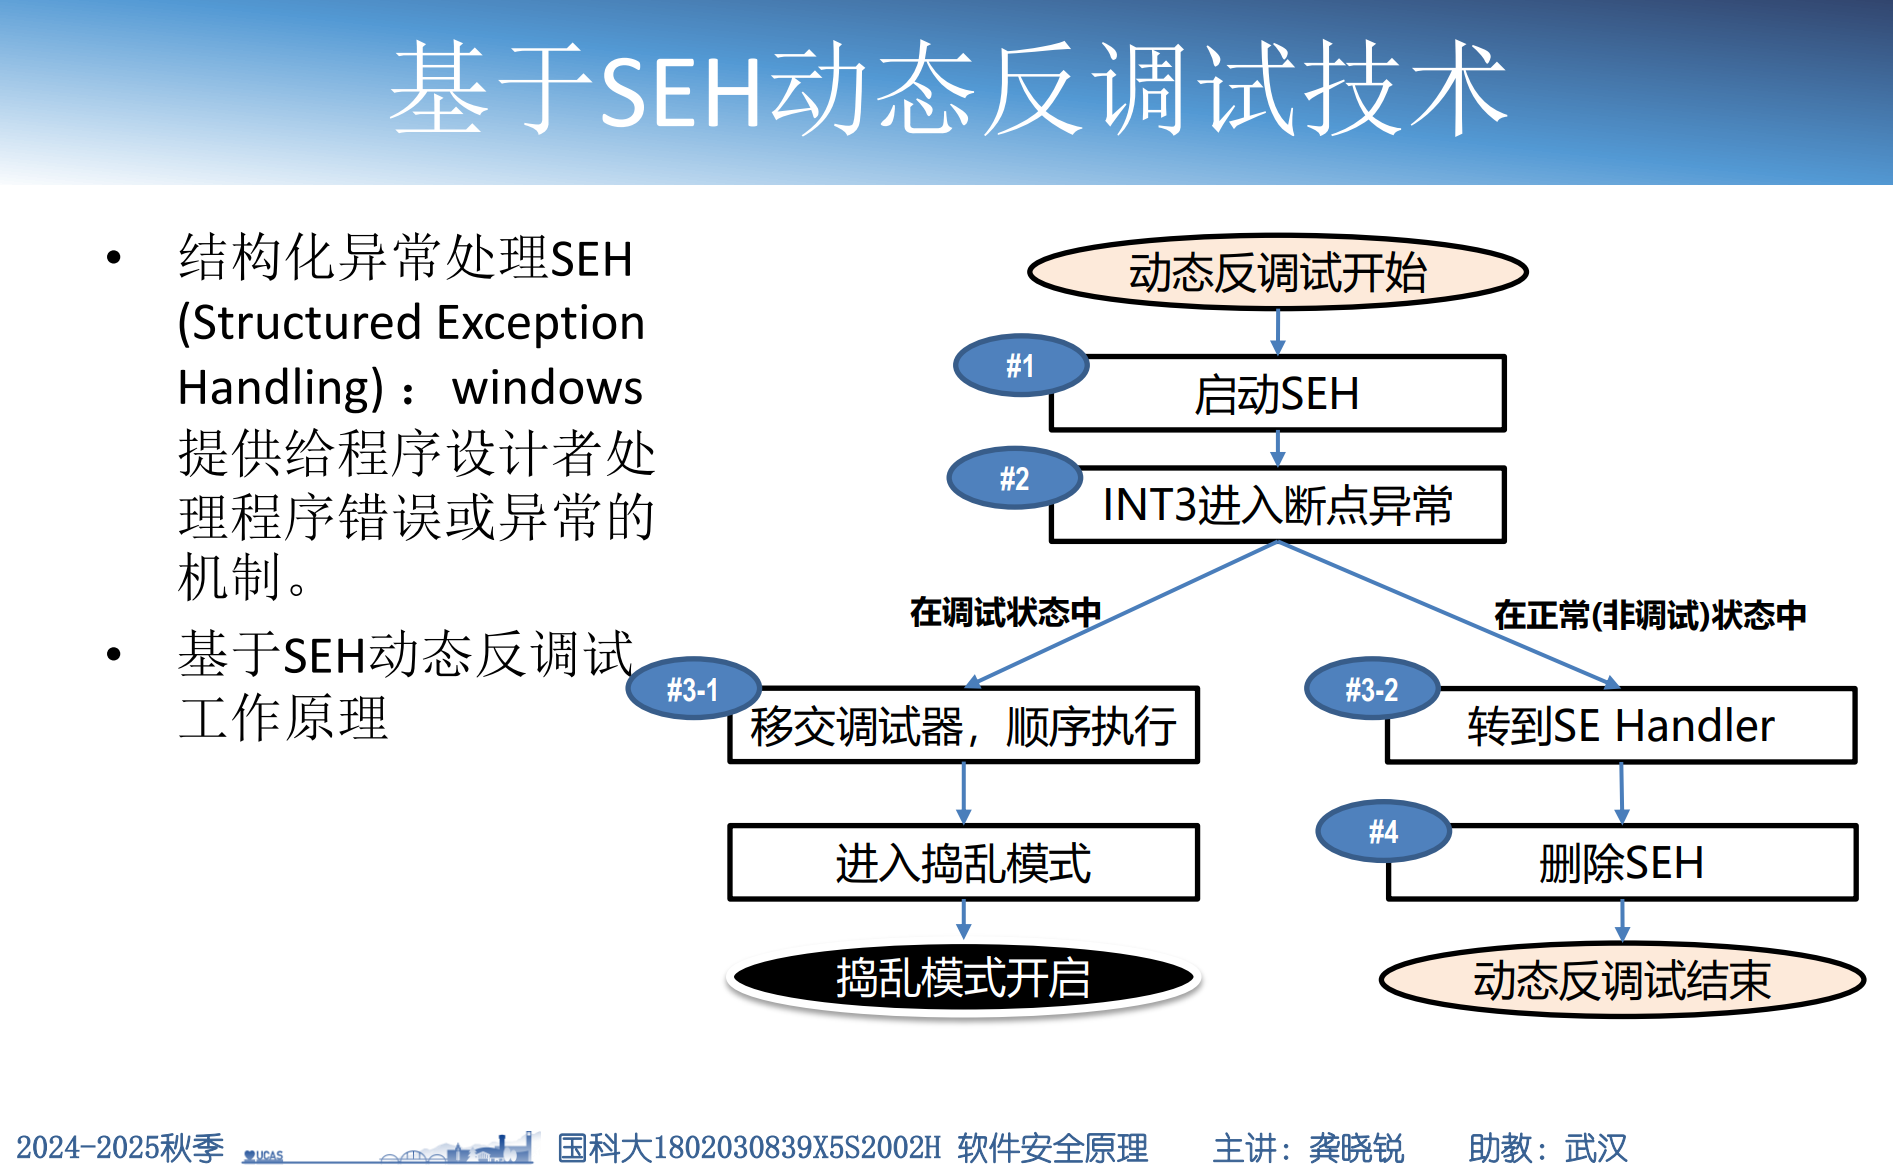 基于SEH动态反调试技术
• 结构化异常处理SEH
(Structured Exception
Handling) ： windows
提供给程序设计者处
理程序错误或异常的
机制。
• 基于SEH动态反调试
工作原理
动态反调试开始
#1
启动SEH
#2
INT3进入断点异常
在调试状态中
在正常(非调试)状态中
#3-1
移交调试器，顺序执行
#3-2
转到SE Handler
进入捣乱模式
#4
删除SEH
捣乱模式开启
动态反调试结束
2024-2025秋季 UCAS 国科大1802030839X5S2002H 软件安全原理 主讲：龚晓锐 助教：武汉